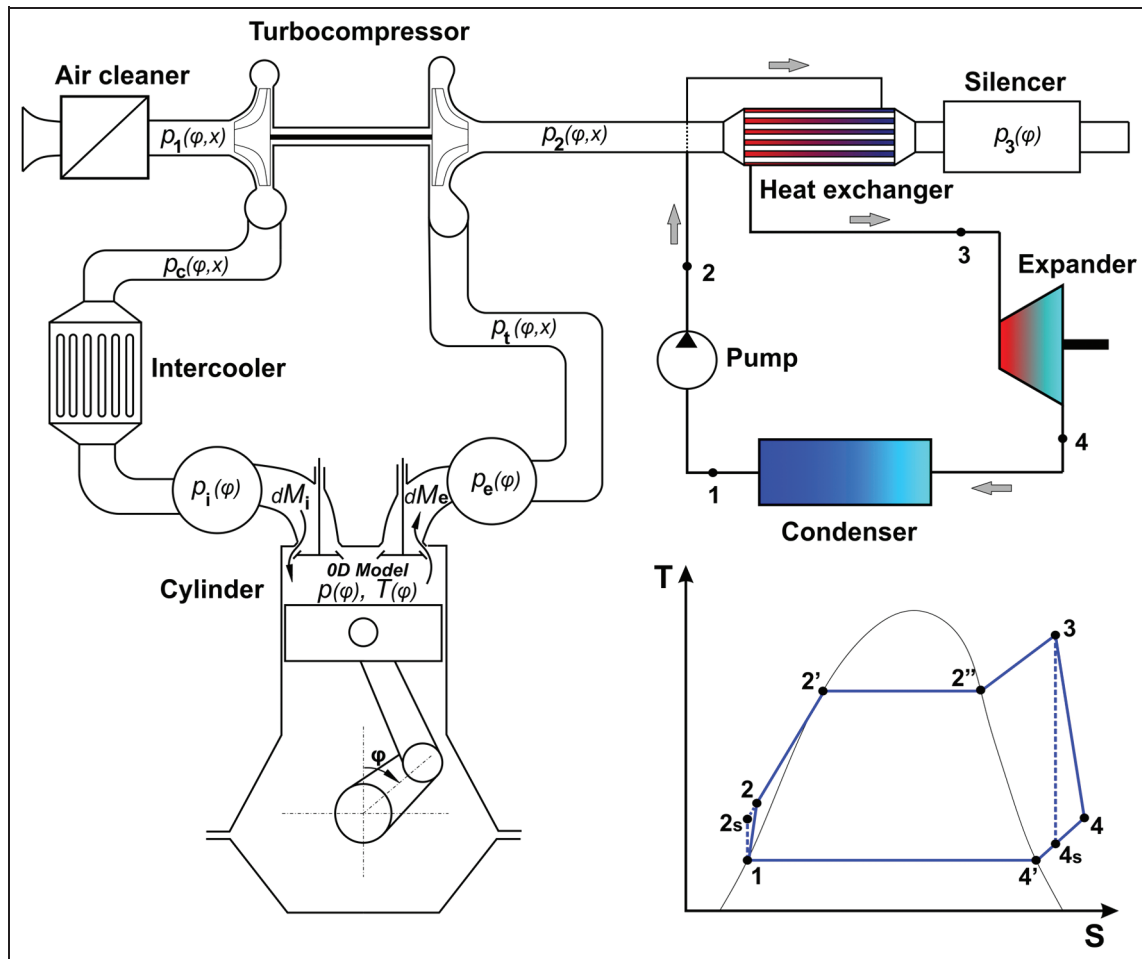 Turbocompressor
Air cleaner
Silencer
p1(φ,x)
p2(φ,x)
p3(φ)
Heat exchanger
3
Expander
2
pc(φ,x)
pt(φ,x)
Intercooler
Pump
4
1
Condenser
pi(φ)
dMi
dMe
pe(φ)
Cylinder
0D Model
p(φ), T(φ)
φ
T
3
2'
2''
2
2s
4
4s
1
4'
S